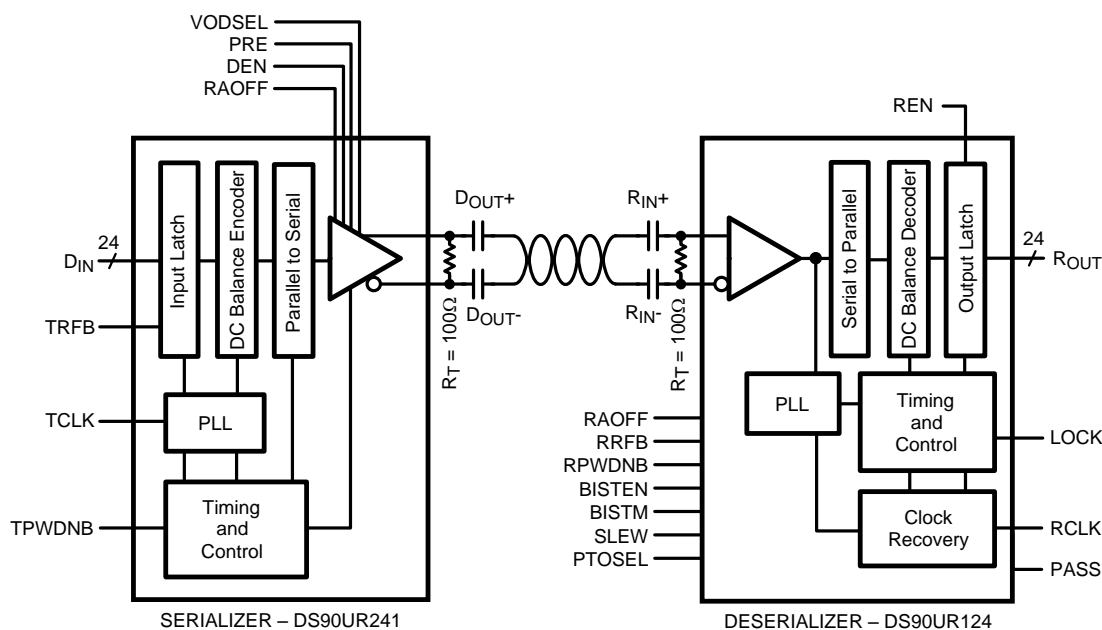 VODSEL
PRE
DEN
RAOFF
REN
24
DIN
TRFB
TCLK
TPWDNB
Input Latch
DC Balance Encoder
Parallel to Serial
PLL
Timing
and
Control
DOUT+
DOUT-
RT = 100Ω
RIN+
RIN-
RT = 100Ω
Serial to Parallel
DC Balance Decoder
Output Latch
24
ROUT
PLL
Timing
and
Control
Clock
Recovery
RAOFF
RRFB
RPWDNB
BISTEN
BISTM
SLEW
PTOSEL
LOCK
RCLK
PASS
SERIALIZER – DS90UR241
DESERIALIZER – DS90UR124